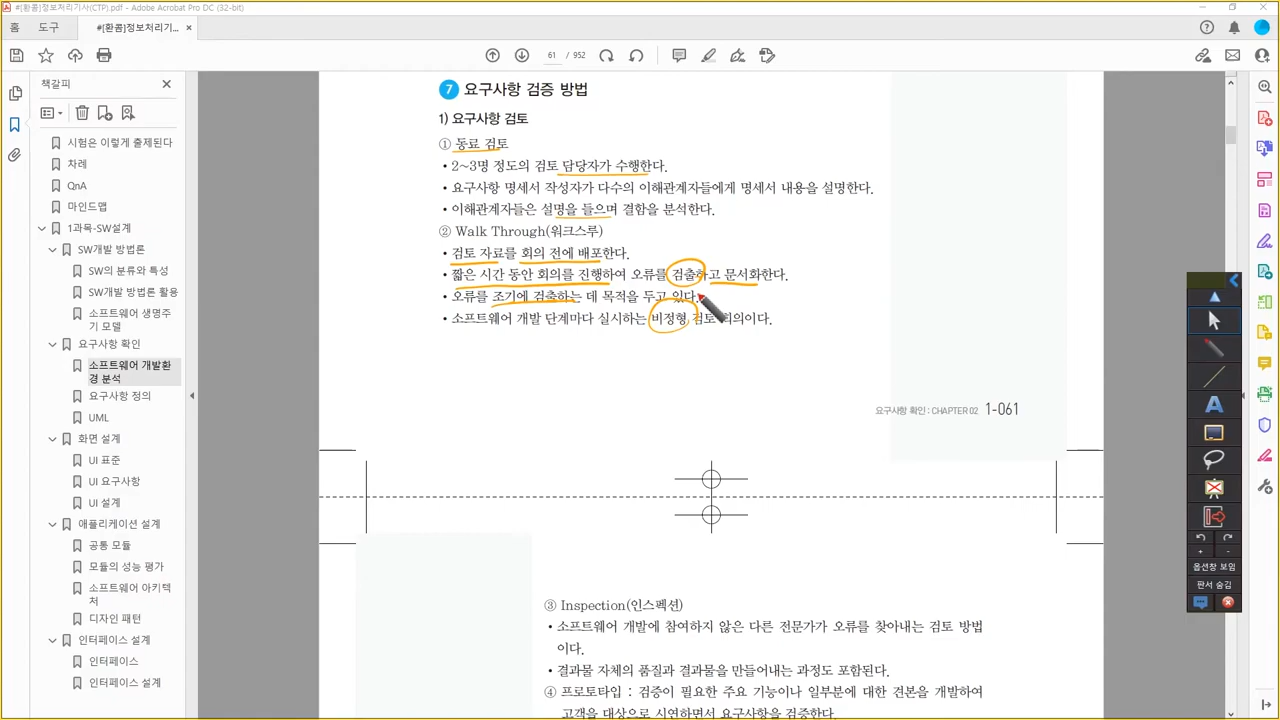 #[환콤]정보처리기사(CTP).pdf - Adobe Acrobat Pro DC (32-bit)
홈
도구
#[환콤]정보처리기...
61 / 952
책갈피
시험은 이렇게 출제된다
차례
QnA
마인드맵
1과목-SW설계
SW개발 방법론
SW의 분류와 특성
SW개발 방법론 활용
소프트웨어 생명주
기 모델
요구사항 확인
소프트웨어 개발환
경 분석
요구사항 정의
UML
화면 설계
UI 표준
UI 요구사항
UI 설계
애플리케이션 설계
공통 모듈
모듈의 성능 평가
소프트웨어 아키텍
처
디자인 패턴
인터페이스 설계
인터페이스
인터페이스 설계
7 요구사항 검증 방법
1) 요구사항 검토
① 동료 검토
• 2~3명 정도의 검토 담당자가 수행한다.
• 요구사항 명세서 작성자가 다수의 이해관계자들에게 명세서 내용을 설명한다.
• 이해관계자들은 설명을 들으며 결함을 분석한다.
② Walk Through(워크스루)
• 검토 자료를 회의 전에 배포한다.
• 짧은 시간 동안 회의를 진행하여 오류를 검출하고 문서화한다.
• 오류를 조기에 검출하는 데 목적을 두고 있다.
• 소프트웨어 개발 단계마다 실시하는 비정형 검토 회의이다.
요구사항 확인 : CHAPTER 02 1-061
③ Inspection(인스펙션)
• 소프트웨어 개발에 참여하지 않은 다른 전문가가 오류를 찾아내는 검토 방법
이다.
• 결과물 자체의 품질과 결과물을 만들어내는 과정도 포함된다.
④ 프로토타입 : 검증이 필요한 주요 기능이나 일부분에 대한 견본을 개발하여
고객을 대상으로 시연하면서 요구사항을 검증한다.
A
+ -
옵션창 보임
판서 숨김